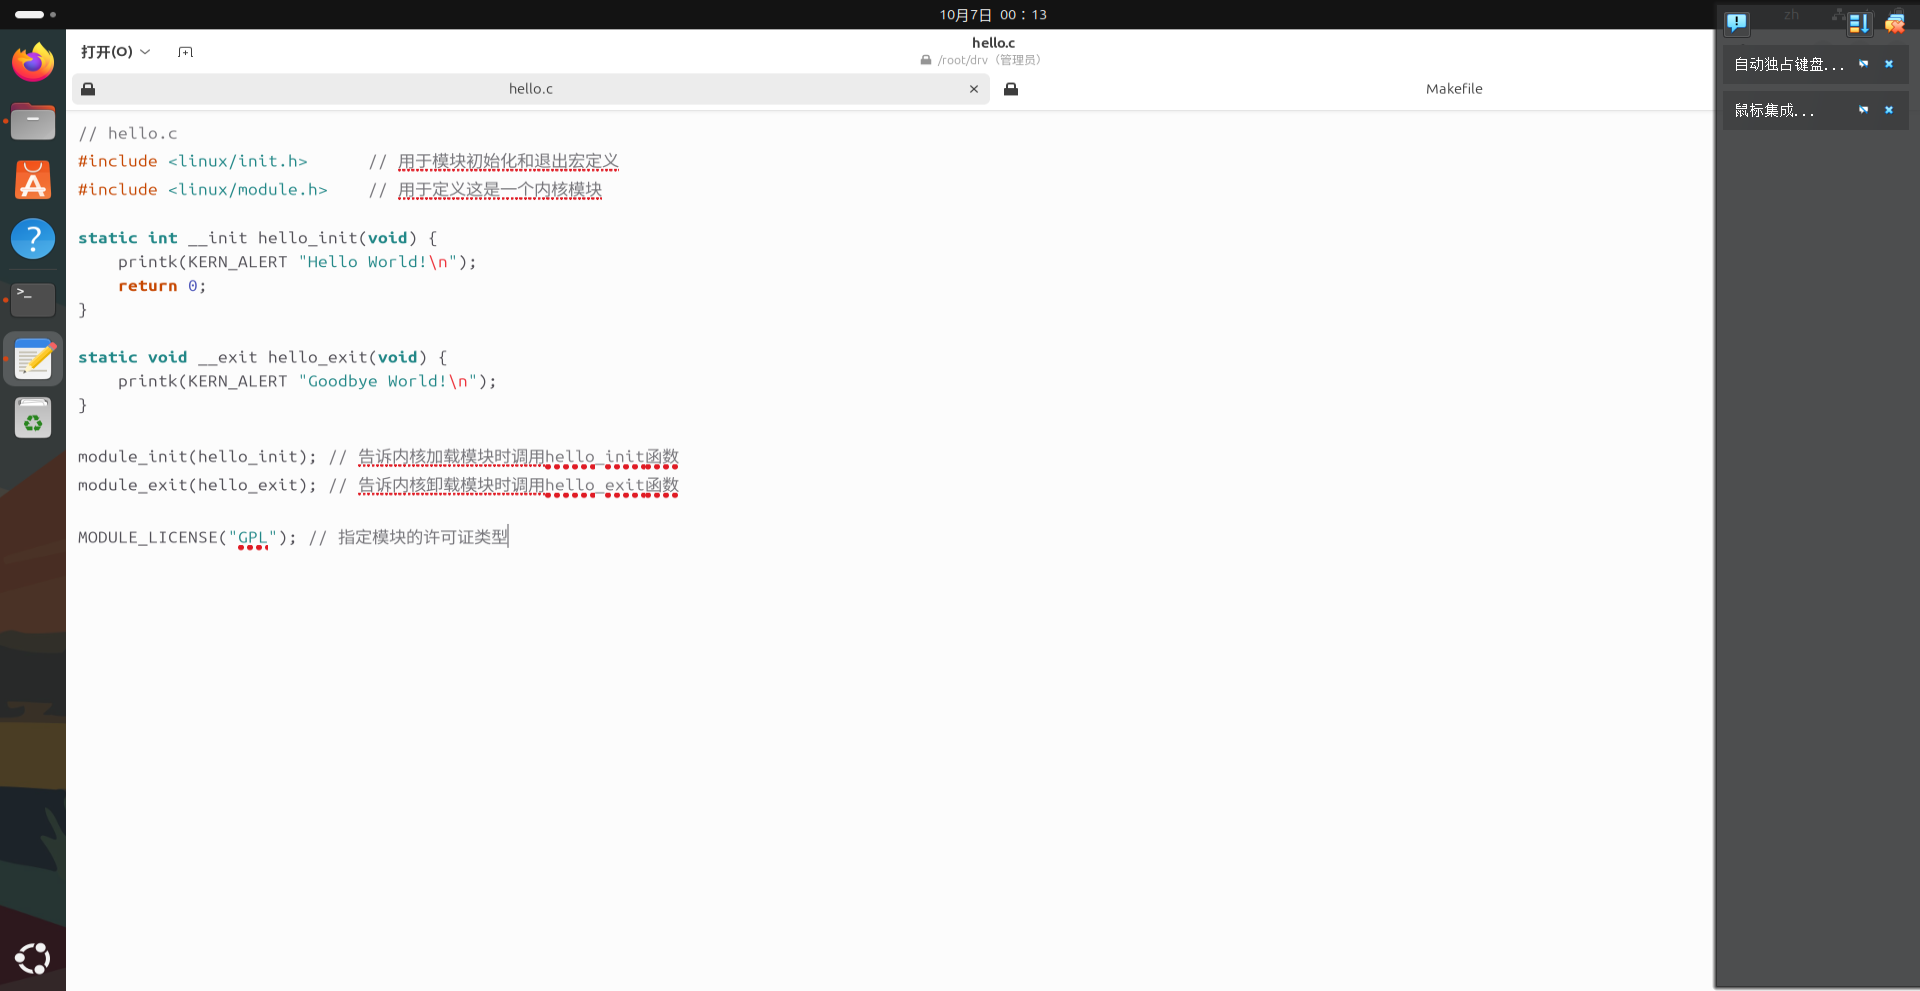 10月7日 00：13
zh
打开(O)
hello.c
/root/drv（管理员）
hello.c
Makefile
自动独占键盘...
鼠标集成...
// hello.c
#include <linux/init.h>      // 用于模块初始化和退出宏定义
#include <linux/module.h>    // 用于定义这是一个内核模块
static int __init hello_init(void) {
    printk(KERN_ALERT "Hello World!\n");
    return 0;
}
static void __exit hello_exit(void) {
    printk(KERN_ALERT "Goodbye World!\n");
}
module_init(hello_init); // 告诉内核加载模块时调用hello_init函数
module_exit(hello_exit); // 告诉内核卸载模块时调用hello_exit函数
MODULE_LICENSE("GPL"); // 指定模块的许可证类型